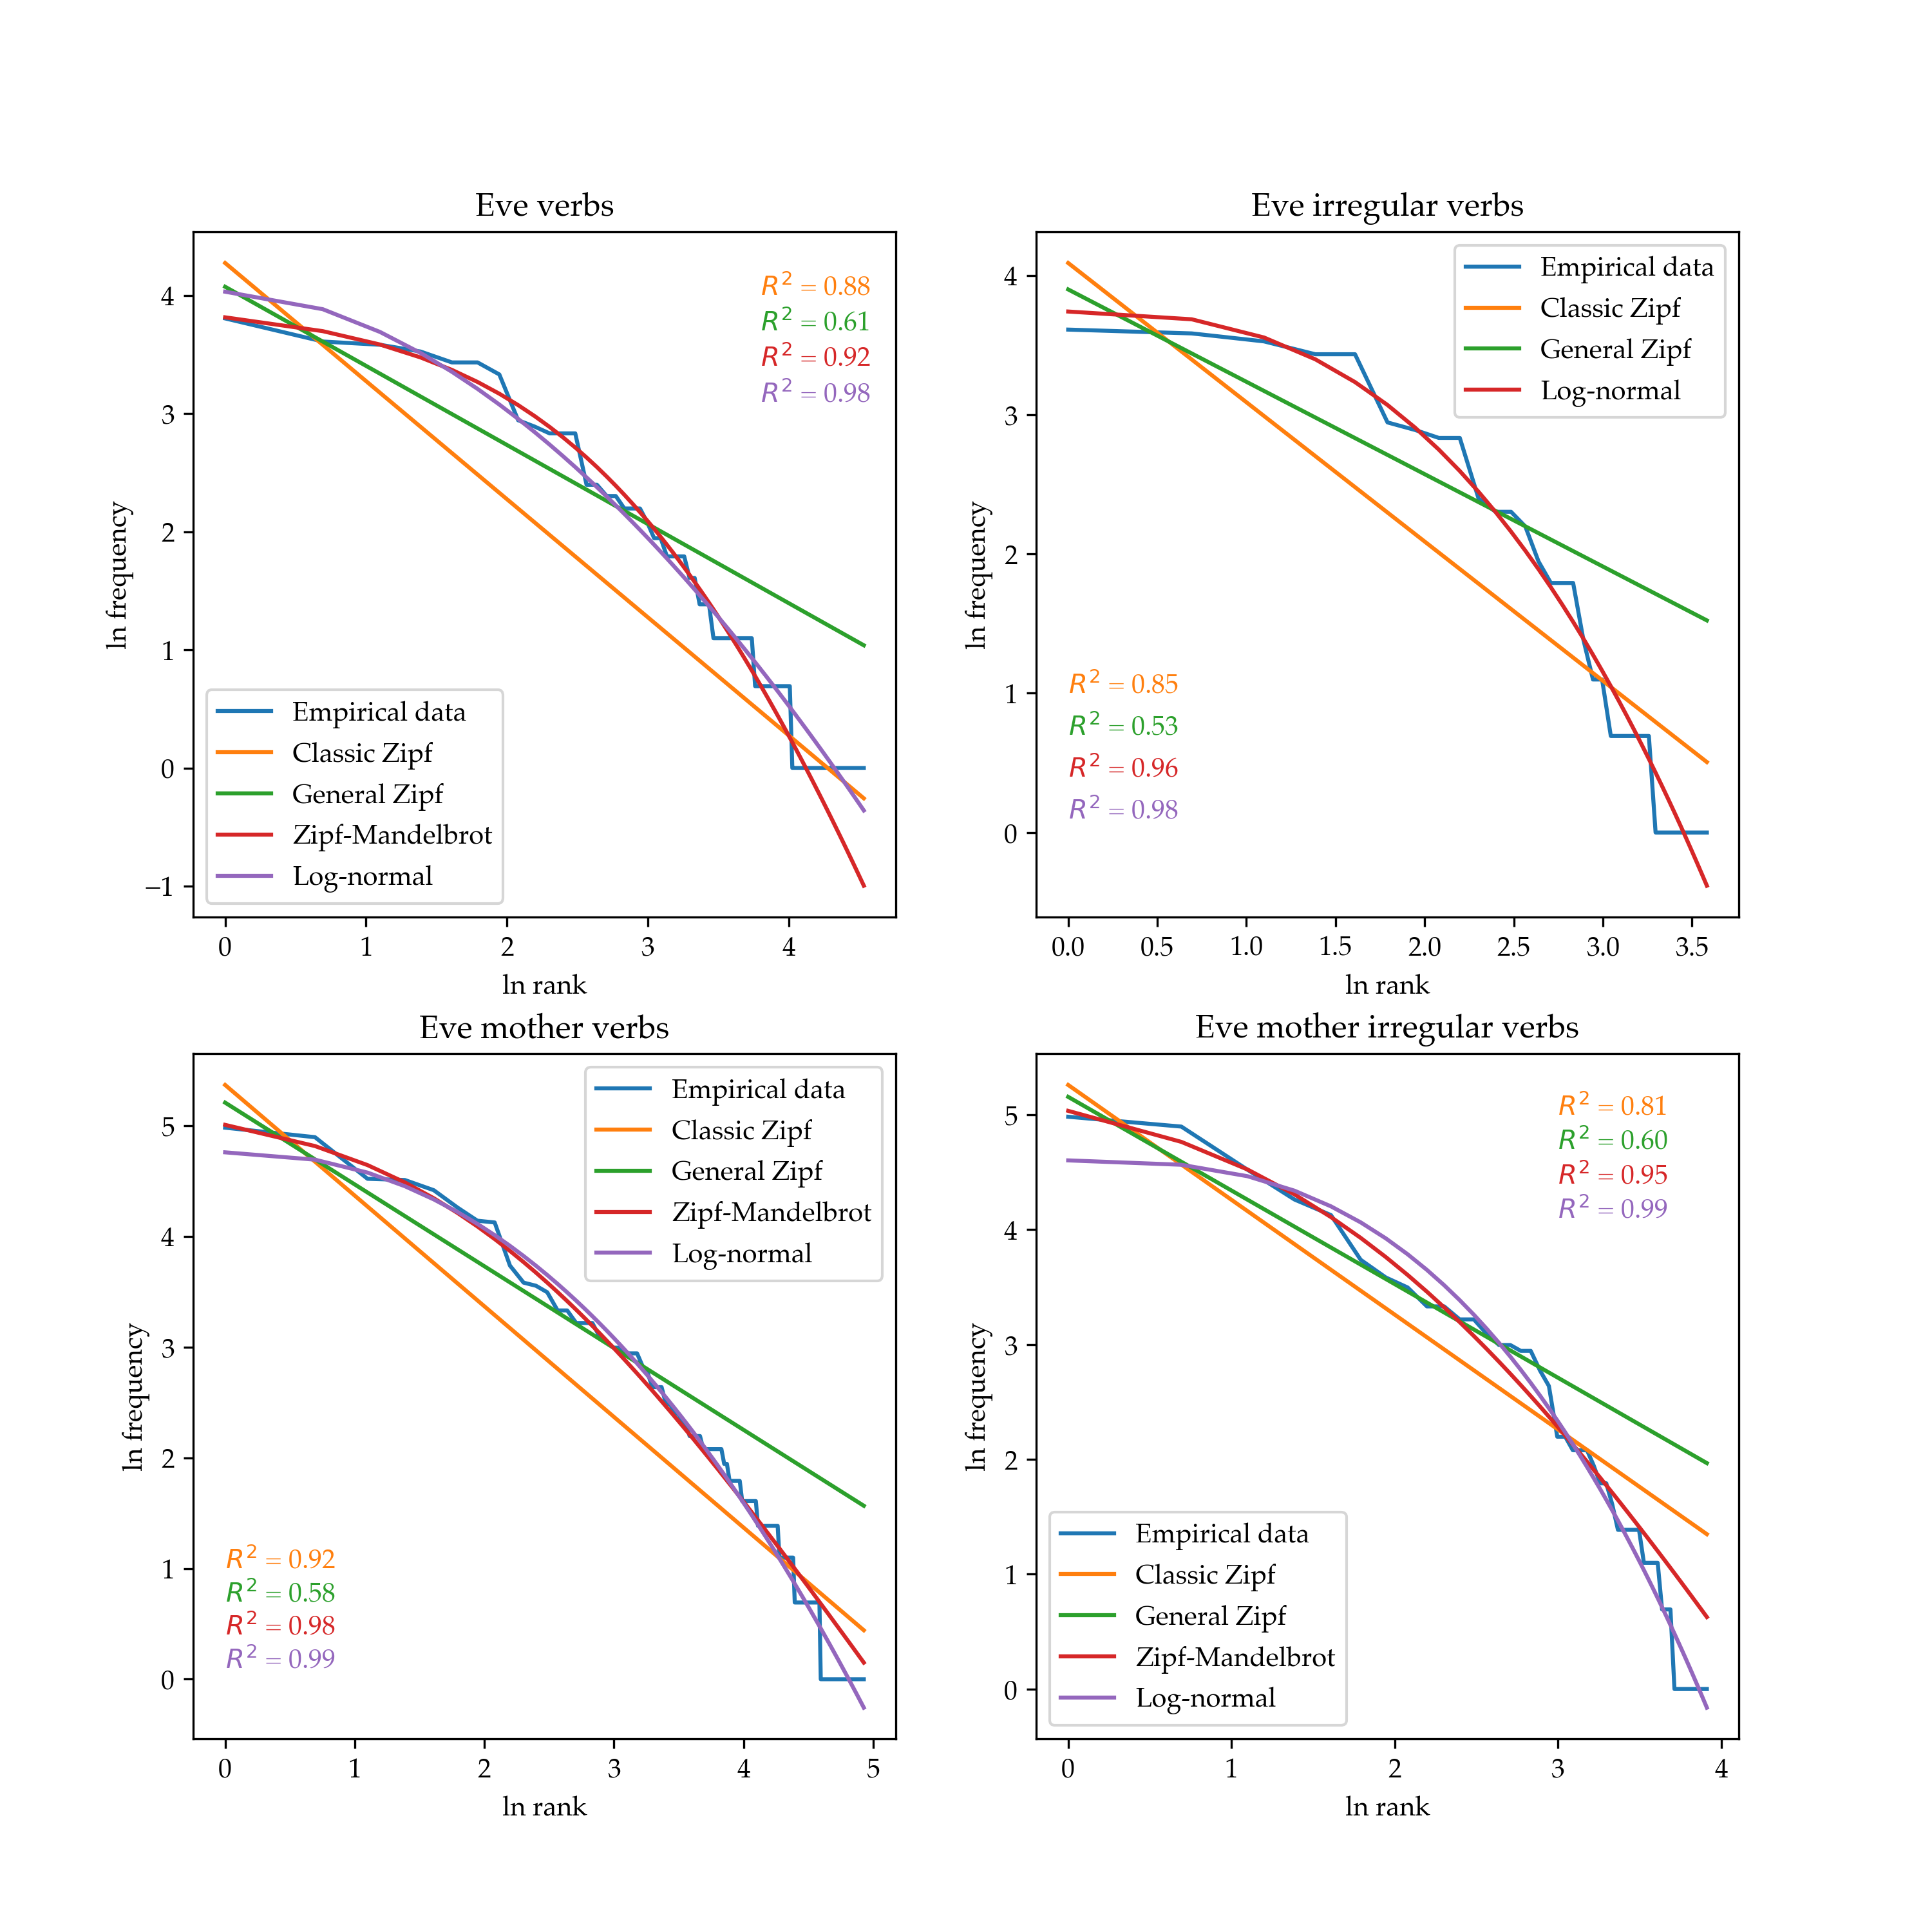 Eve verbs
ln frequency
4
3
2
1
0
−1
R² = 0.88
R² = 0.61
R² = 0.92
R² = 0.98
Empirical data
Classic Zipf
General Zipf
Zipf-Mandelbrot
Log-normal
0 1 2 3 4
ln rank
Eve irregular verbs
ln frequency
4
3
2
1
0
Empirical data
Classic Zipf
General Zipf
Log-normal
R² = 0.85
R² = 0.53
R² = 0.96
R² = 0.98
0.0 0.5 1.0 1.5 2.0 2.5 3.0 3.5
ln rank
Eve mother verbs
ln frequency
5
4
3
2
1
0
Empirical data
Classic Zipf
General Zipf
Zipf-Mandelbrot
Log-normal
R² = 0.92
R² = 0.58
R² = 0.98
R² = 0.99
0 1 2 3 4 5
ln rank
Eve mother irregular verbs
ln frequency
5
4
3
2
1
0
R² = 0.81
R² = 0.60
R² = 0.95
R² = 0.99
Empirical data
Classic Zipf
General Zipf
Zipf-Mandelbrot
Log-normal
0 1 2 3 4
ln rank